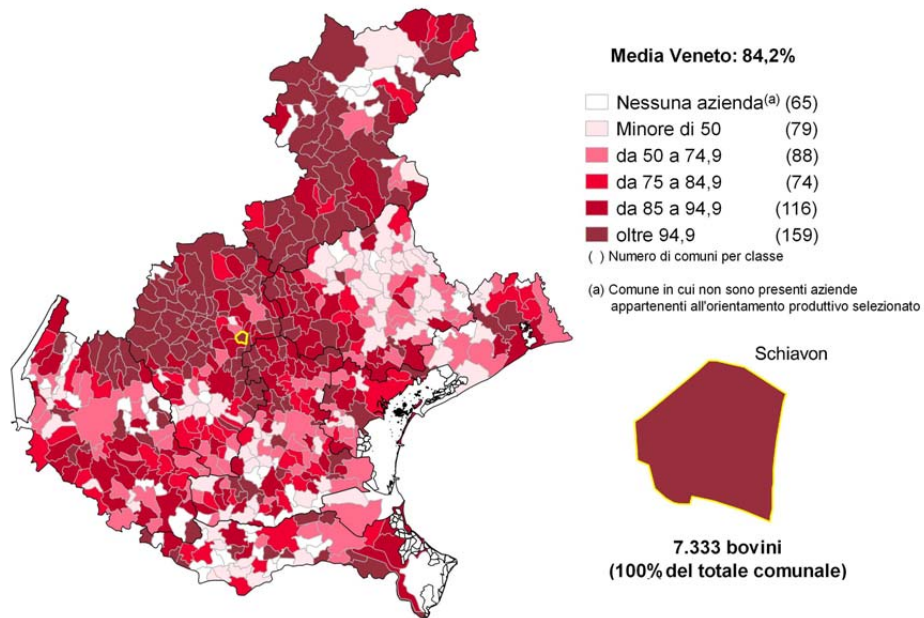 Media Veneto: 84,2%
Nessuna azienda(a) (65)
Minore di 50 (79)
da 50 a 74,9 (88)
da 75 a 84,9 (74)
da 85 a 94,9 (116)
oltre 94,9 (159)
( ) Numero di comuni per classe
(a) Comune in cui non sono presenti aziende
appartenenti all'orientamento produttivo selezionato
Schiavon
7.333 bovini
(100% del totale comunale)